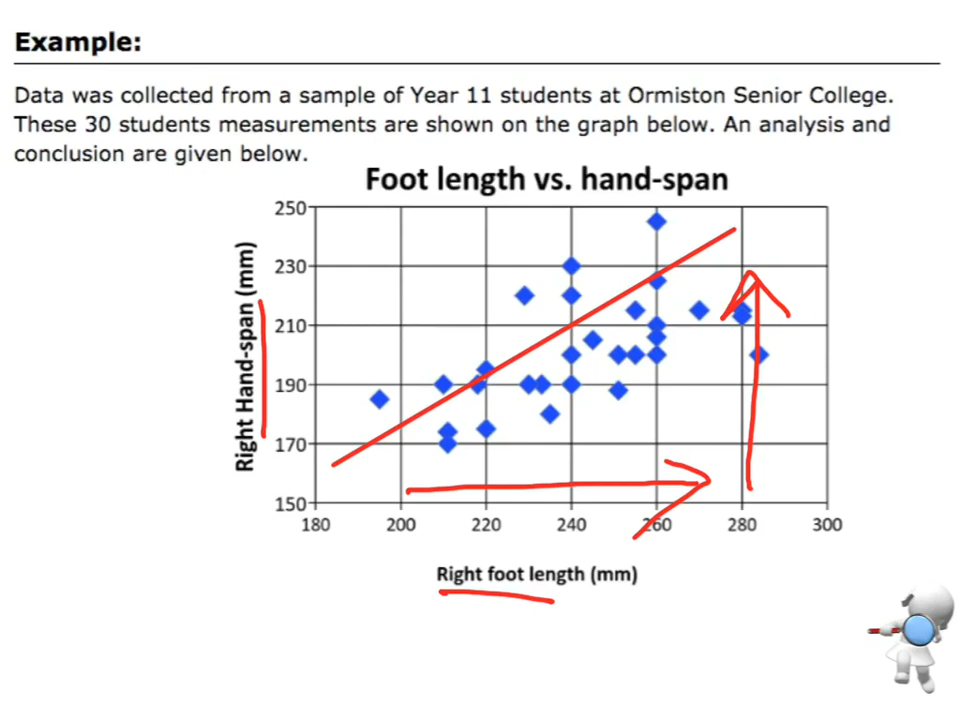 Example:
Data was collected from a sample of Year 11 students at Ormiston Senior College.
These 30 students measurements are shown on the graph below. An analysis and
conclusion are given below.
Foot length vs. hand-span
Right Hand-span (mm)
250
230
210
190
170
150
180 200 220 240 260 280 300
Right foot length (mm)